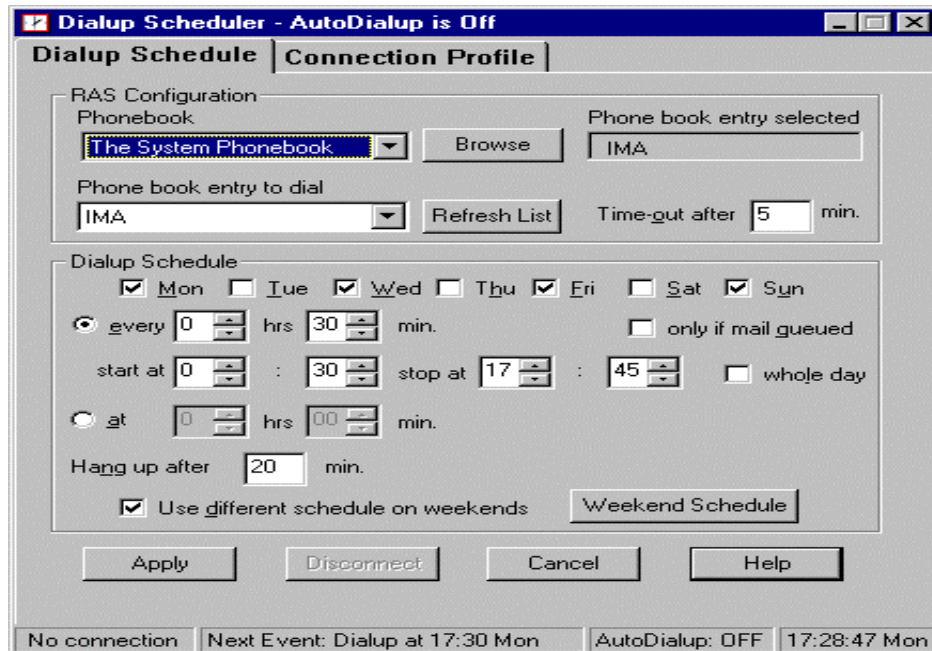 Dialup Scheduler - AutoDialup is Off
Dialup Schedule Connection Profile
RAS Configuration
Phonebook Phone book entry selected
The System Phonebook Browse IMA
Phone book entry to dial
IMA Refresh List Time-out after 5 min.
Dialup Schedule
Mon Tue Wed Thu Fri Sat Sun
every 0 hrs 30 min. only if mail queued
start at 0 : 30 stop at 17 : 45 whole day
at 0 hrs 00 min.
Hang up after 20 min.
Use different schedule on weekends Weekend Schedule
Apply Disconnect Cancel Help
No connection Next Event: Dialup at 17:30 Mon AutoDialup: OFF 17:28:47 Mon